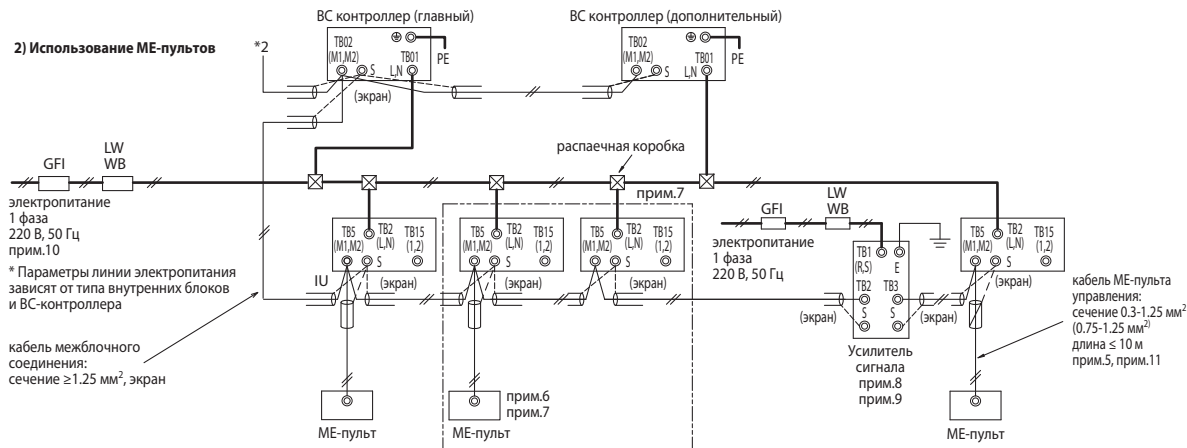 2) Использование МЕ-пультов
*2
ВС контроллер (главный)
TB02
(M1,M2)
S
TB01
L,N
PE
(экран)
ВС контроллер (дополнительный)
TB02
(M1,M2)
S
TB01
L,N
PE
распаечная коробка
GFI
LW
WB
электропитание
1 фаза
220 В, 50 Гц
прим.10
* Параметры линии электропитания
зависят от типа внутренних блоков
и ВС-контроллера
кабель межблочного
соединения:
сечение ≥1.25 мм², экран
IU
TB5
(M1,M2)
TB2
(L,N)
S
TB15
(1,2)
(экран)
МЕ-пульт
TB5
(M1,M2)
TB2
(L,N)
S
TB15
(1,2)
(экран)
МЕ-пульт
прим.6
прим.7
прим.7
TB5
(M1,M2)
TB2
(L,N)
S
TB15
(1,2)
(экран)
GFI
LW
WB
электропитание
1 фаза
220 В, 50 Гц
TB1
(R,S)
E
TB2
TB3
S
S
(экран)
(экран)
Усилитель
сигнала
прим.8
прим.9
TB5
(M1,M2)
TB2
(L,N)
S
TB15
(1,2)
(экран)
МЕ-пульт
кабель МЕ-пульта
управления:
сечение 0.3-1.25 мм²
(0.75-1.25 мм²)
длина ≤ 10 м
прим.5, прим.11